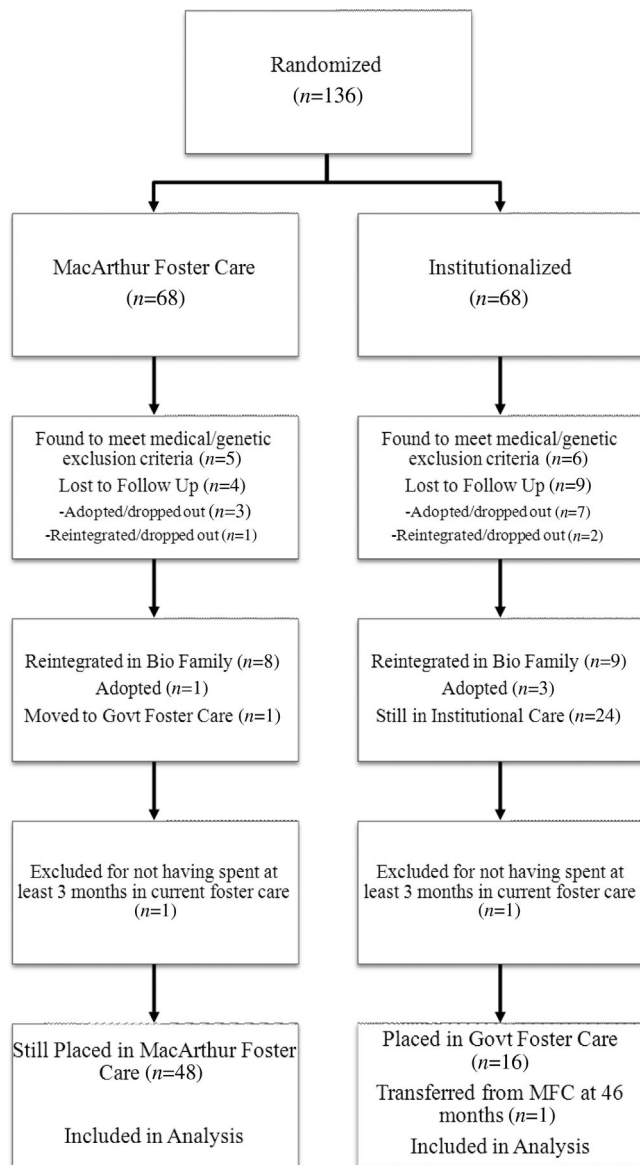 Randomized
(n=136)
MacArthur Foster Care
(n=68)
Institutionalized
(n=68)
Found to meet medical/genetic
exclusion criteria (n=5)
Lost to Follow Up (n=4)
-Adopted/dropped out (n=3)
-Reintegrated/dropped out (n=1)
Found to meet medical/genetic
exclusion criteria (n=6)
Lost to Follow Up (n=9)
-Adopted/dropped out (n=7)
-Reintegrated/dropped out (n=2)
Reintegrated in Bio Family (n=8)
Adopted (n=1)
Moved to Govt Foster Care (n=1)
Reintegrated in Bio Family (n=9)
Adopted (n=3)
Still in Institutional Care (n=24)
Excluded for not having spent at
least 3 months in current foster care
(n=1)
Excluded for not having spent at
least 3 months in current foster care
(n=1)
Still Placed in MacArthur Foster
Care (n=48)
Included in Analysis
Placed in Govt Foster Care
(n=16)
Transferred from MFC at 46
months (n=1)
Included in Analysis